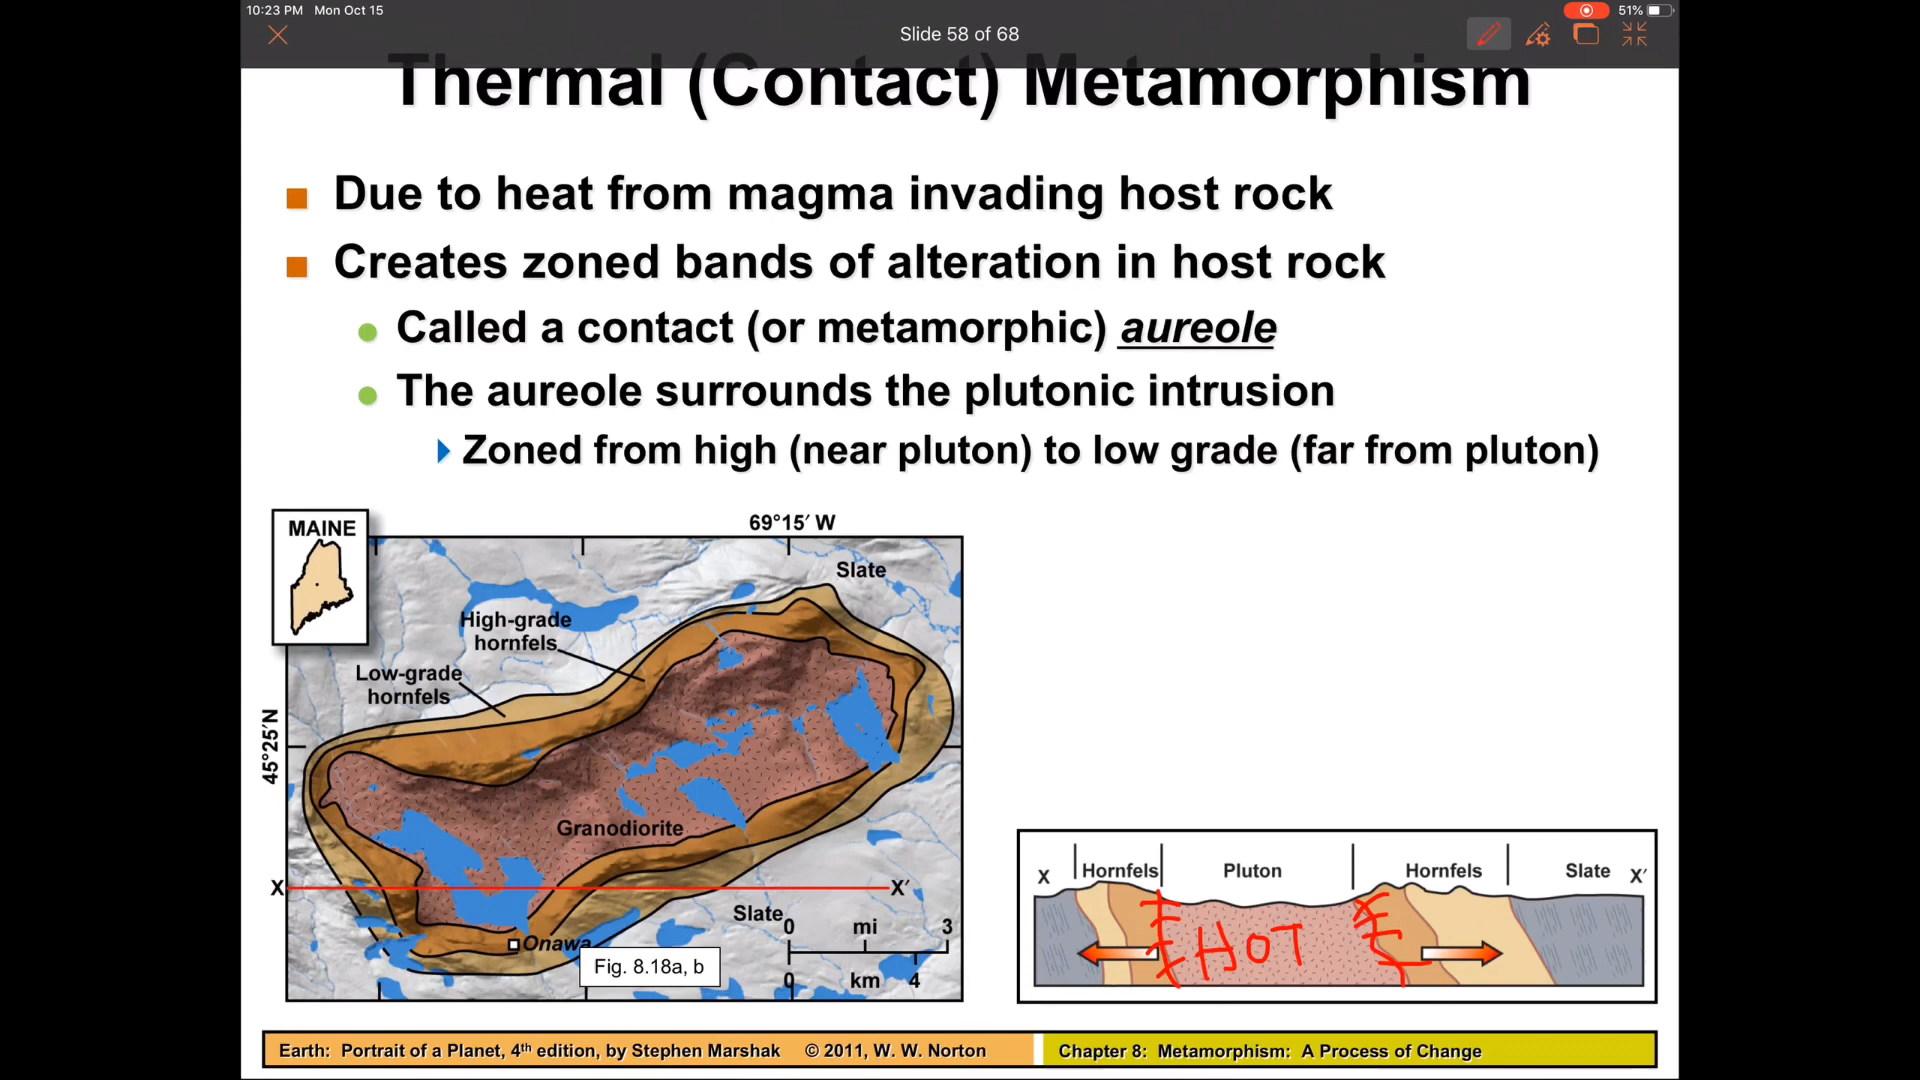 10:23 PM Mon Oct 15
51%
Slide 58 of 68
Thermal (Contact) Metamorphism
Due to heat from magma invading host rock
Creates zoned bands of alteration in host rock
Called a contact (or metamorphic) aureole
The aureole surrounds the plutonic intrusion
Zoned from high (near pluton) to low grade (far from pluton)
MAINE
69°15′ W
Slate
High-grade
hornfels
Low-grade
hornfels
45°25′N
Granodiorite
X X′
Slate
0 mi 3
0 km 4
Onawa
Fig. 8.18a, b
X Hornfels Pluton Hornfels Slate X′
HOT
Earth: Portrait of a Planet, 4th edition, by Stephen Marshak © 2011, W. W. Norton
Chapter 8: Metamorphism: A Process of Change